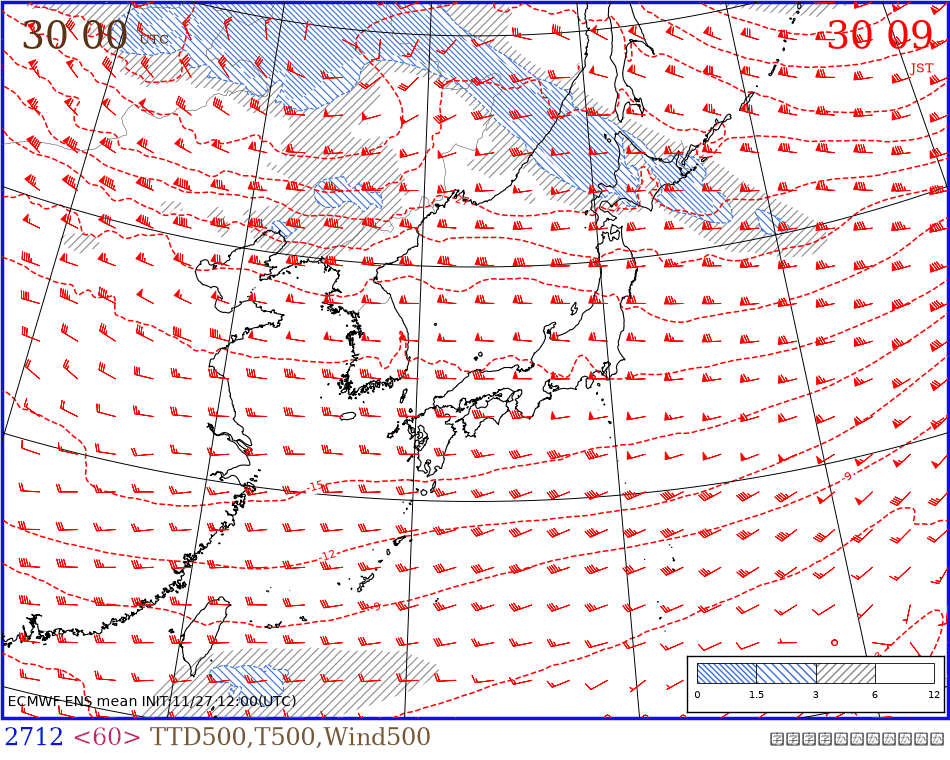 30 00 UTC
30 09
JST
-15
-12
-9
-9
0 1.5 3 6 12
ECMWF ENS mean INIT:11/27,12:00(UTC)
2712 <60> TTD500,T500,Wind500